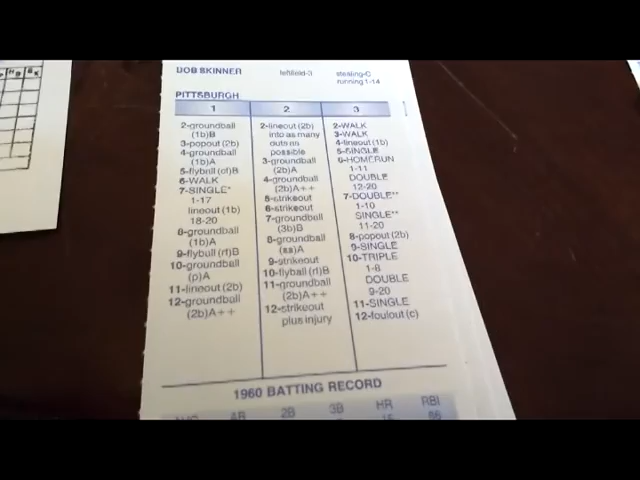 BOB SKINNER leftfield-3 stealing-C
running 1-14
PITTSBURGH
1 2 3
2-groundball
(1b)B
3-popout (2b)
4-groundball
(1b)A
5-flyball (cf)B
6-WALK
7-SINGLE*
1-17
lineout (1b)
18-20
8-groundball
(1b)A
9-flyball (rf)B
10-groundball
(p)A
11-lineout (2b)
12-groundball
(2b)A++
2-lineout (2b)
into as many
outs as
possible
3-groundball
(2b)A
4-groundball
(2b)A++
5-strikeout
6-strikeout
7-groundball
(3b)B
8-groundball
(ss)A
9-strikeout
10-flyball (rf)B
11-groundball
(2b)A++
12-strikeout
plus injury
2-WALK
3-WALK
4-lineout (1b)
5-SINGLE
6-HOMERUN
1-11
DOUBLE
12-20
7-DOUBLE**
1-10
SINGLE**
11-20
8-popout (2b)
9-SINGLE
10-TRIPLE
1-8
DOUBLE
9-20
11-SINGLE
12-foulout (c)
1960 BATTING RECORD
AVG AB 2B 3B HR RBI
15 86